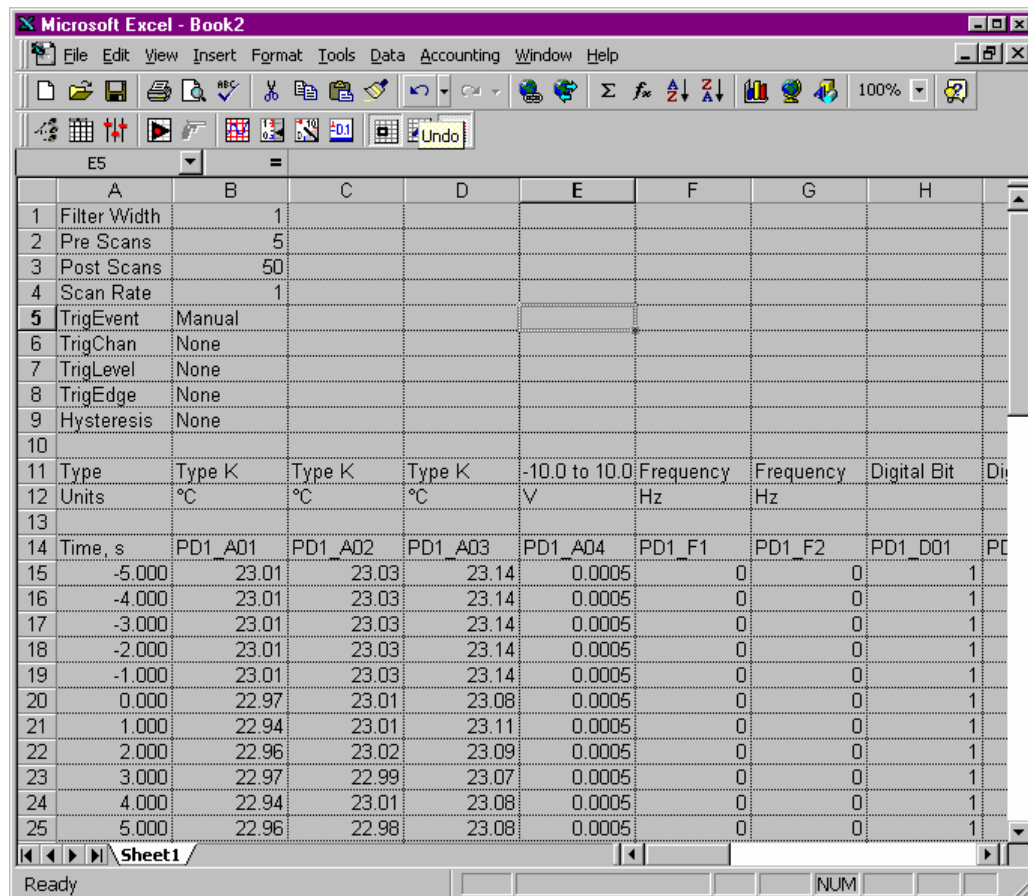 Microsoft Excel - Book2
File Edit View Insert Format Tools Data Accounting Window Help
ABC Σ fx A Z Z A 100%
Undo
E5 =
A B C D E F G H
1 Filter Width 1
2 Pre Scans 5
3 Post Scans 50
4 Scan Rate 1
5 TrigEvent Manual
6 TrigChan None
7 TrigLevel None
8 TrigEdge None
9 Hysteresis None
10
11 Type Type K Type K Type K -10.0 to 10.0 Frequency Frequency Digital Bit Di
12 Units °C °C °C V Hz Hz
13
14 Time, s PD1_A01 PD1_A02 PD1_A03 PD1_A04 PD1_F1 PD1_F2 PD1_D01 PD
15 -5.000 23.01 23.03 23.14 0.0005 0 0 1
16 -4.000 23.01 23.03 23.14 0.0005 0 0 1
17 -3.000 23.01 23.03 23.14 0.0005 0 0 1
18 -2.000 23.01 23.03 23.14 0.0005 0 0 1
19 -1.000 23.01 23.03 23.14 0.0005 0 0 1
20 0.000 22.97 23.01 23.08 0.0005 0 0 1
21 1.000 22.94 23.01 23.11 0.0005 0 0 1
22 2.000 22.96 23.02 23.09 0.0005 0 0 1
23 3.000 22.97 22.99 23.07 0.0005 0 0 1
24 4.000 22.94 23.01 23.08 0.0005 0 0 1
25 5.000 22.96 22.98 23.08 0.0005 0 0 1
Sheet1
Ready NUM